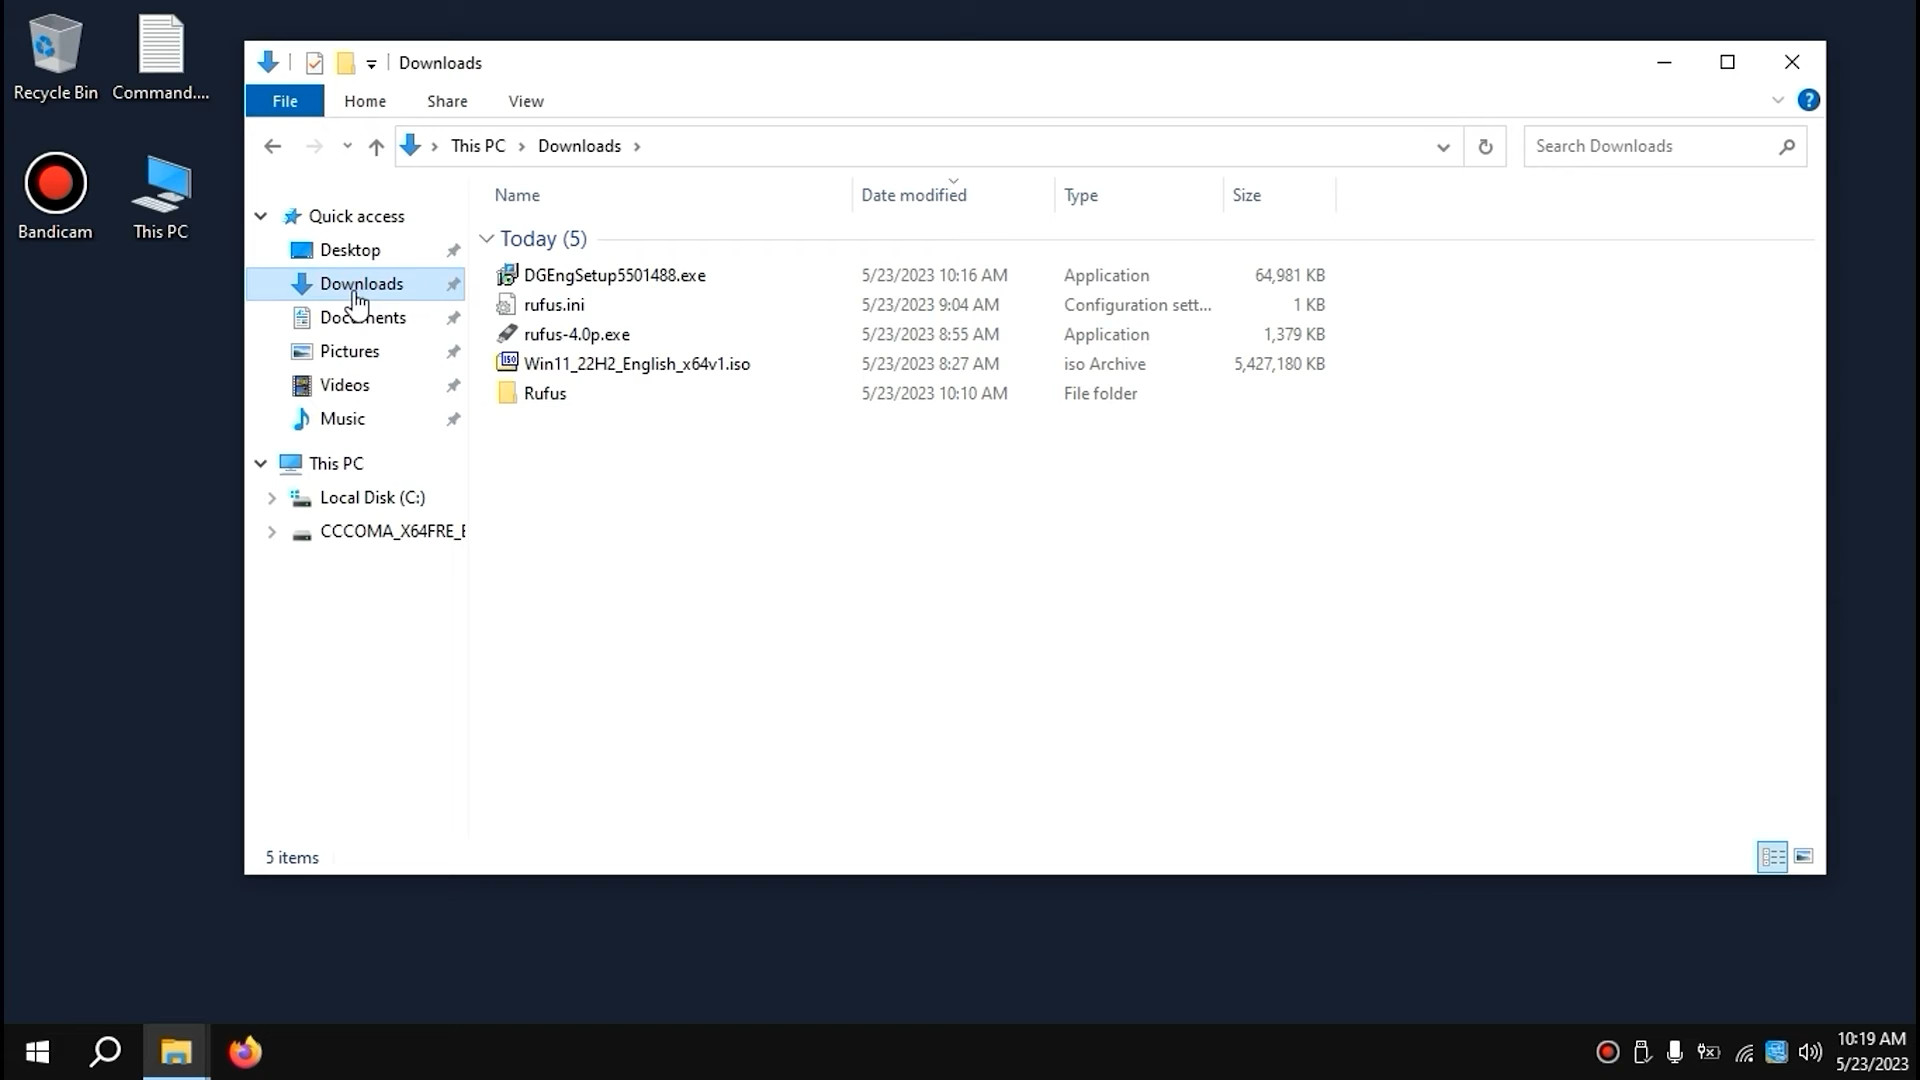 Recycle Bin
Command....
Bandicam
This PC
Downloads
File
Home
Share
View
This PC
Downloads
Search Downloads
Name
Date modified
Type
Size
Quick access
Desktop
Downloads
Documents
Pictures
Videos
Music
This PC
Local Disk (C:)
CCCOMA_X64FRE_E
Today (5)
DGEngSetup5501488.exe 5/23/2023 10:16 AM Application 64,981 KB
rufus.ini 5/23/2023 9:04 AM Configuration sett... 1 KB
rufus-4.0p.exe 5/23/2023 8:55 AM Application 1,379 KB
Win11_22H2_English_x64v1.iso 5/23/2023 8:27 AM iso Archive 5,427,180 KB
Rufus 5/23/2023 10:10 AM File folder
5 items
10:19 AM
5/23/2023